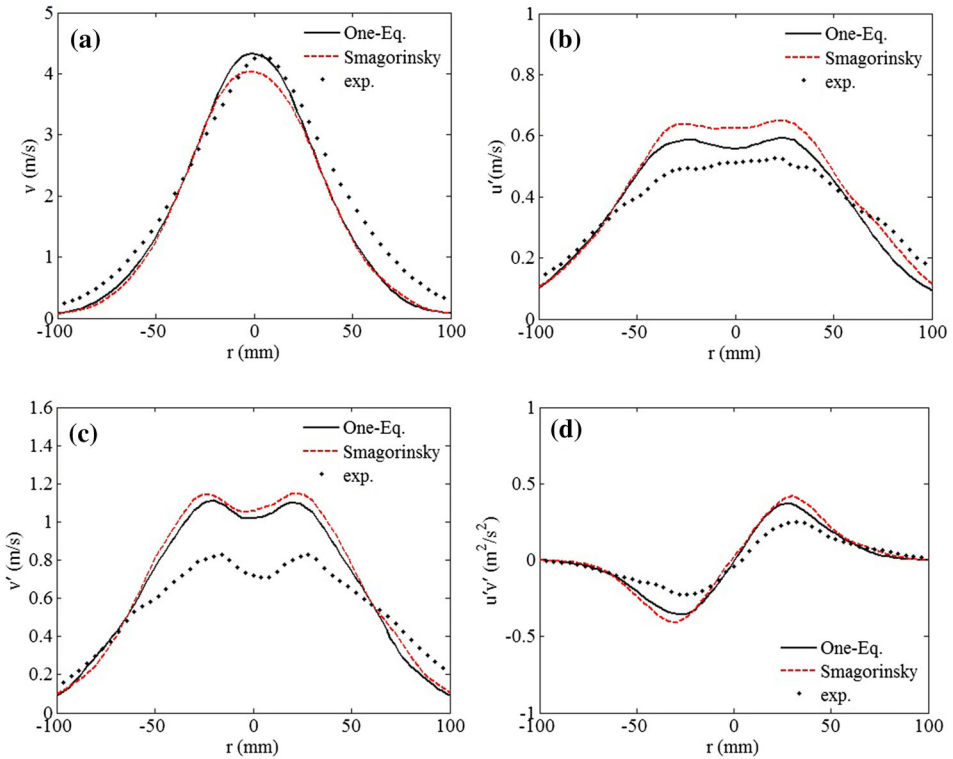 (a)
One-Eq.
Smagorinsky
exp.
5
4
3
2
1
0
v (m/s)
-100 -50 0 50 100
r (mm)
(b)
One-Eq.
Smagorinsky
exp.
1
0.8
0.6
0.4
0.2
0
u′(m/s)
-100 -50 0 50 100
r (mm)
(c)
One-Eq.
Smagorinsky
exp.
1.6
1.4
1.2
1
0.8
0.6
0.4
0.2
0
v′ (m/s)
-100 -50 0 50 100
r (mm)
(d)
1
0.5
0
-0.5
-1
u′v′ (m²/s²)
One-Eq.
Smagorinsky
exp.
-100 -50 0 50 100
r (mm)